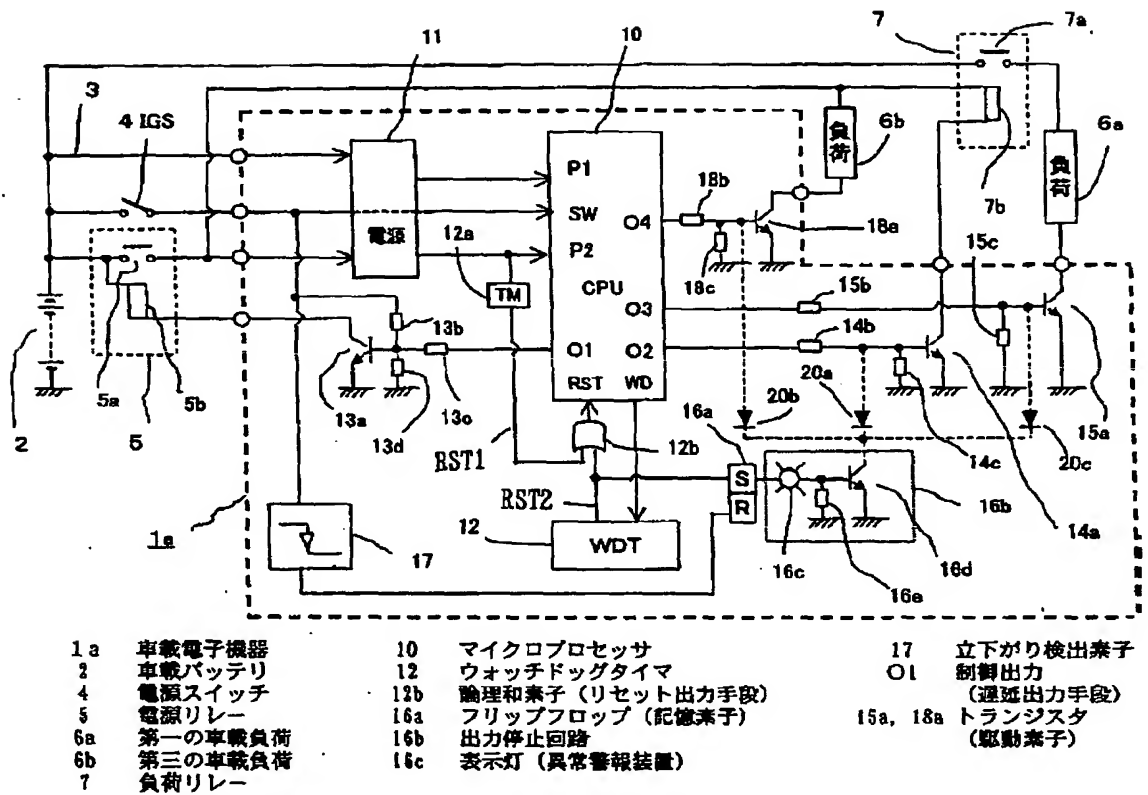 7
7a
11
10
3
4 IGS
負荷
6b
6a
負荷
P1
18b
7b
SW
O4
電源
12a
18a
15c
P2
CPU
18c
15b
TM
O3
13b
14b
O1
O2
20a
RST
WD
5a
5b
13a
13c
16a
20b
15a
2
5
13d
12b
14c
20c
RST1
S
R
16b
RST2
1a
12
WDT
14a
17
16c
16d
16e
1a 車載電子機器
2 車載バッテリ
4 電源スイッチ
5 電源リレー
6a 第一の車載負荷
6b 第三の車載負荷
7 負荷リレー
10 マイクロプロセッサ
12 ウォッチドッグタイマ
12b 論理和素子（リセット出力手段）
16a フリップフロップ（記憶素子）
16b 出力停止回路
16c 表示灯（異常警報装置）
17 立下がり検出素子
O1 制御出力
（遅延出力手段）
15a, 18a トランジスタ
（駆動素子）